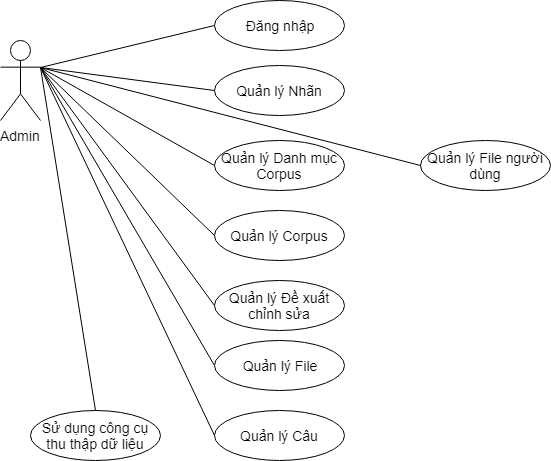 Đăng nhập
Quản lý Nhãn
Admin
Quản lý Danh mục
Corpus
Quản lý File người
dùng
Quản lý Corpus
Quản lý Đề xuất
chỉnh sửa
Quản lý File
Sử dụng công cụ
thu thập dữ liệu
Quản lý Câu